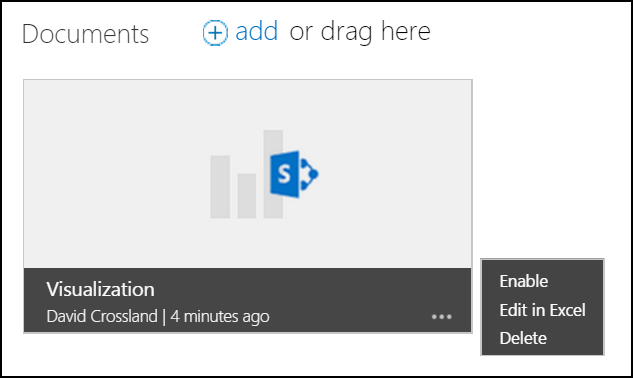 Documents
add or drag here
S
Visualization
David Crossland | 4 minutes ago
Enable
Edit in Excel
Delete